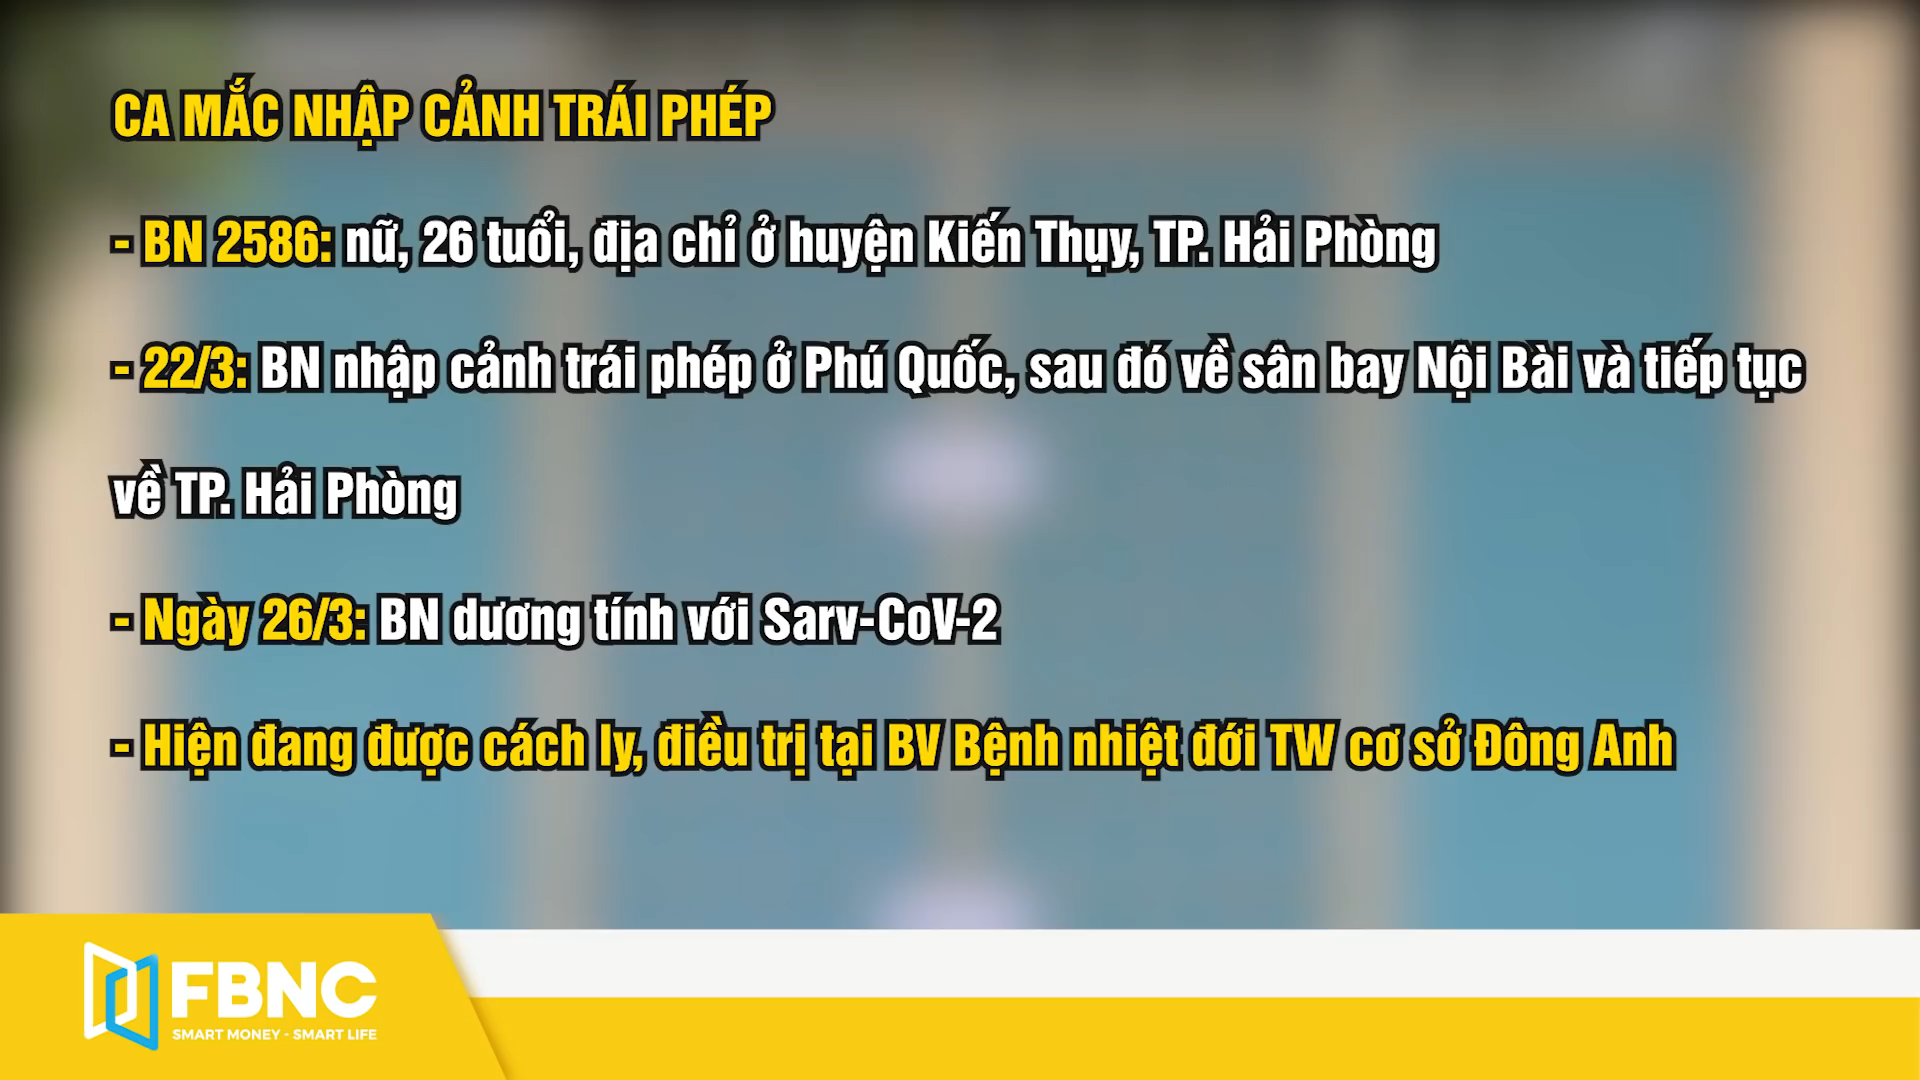 CA MẮC NHẬP CẢNH TRÁI PHÉP
- BN 2586: nữ, 26 tuổi, địa chỉ ở huyện Kiến Thụy, TP. Hải Phòng
- 22/3: BN nhập cảnh trái phép ở Phú Quốc, sau đó về sân bay Nội Bài và tiếp tục
về TP. Hải Phòng
- Ngày 26/3: BN dương tính với Sarv-CoV-2
- Hiện đang được cách ly, điều trị tại BV Bệnh nhiệt đới TW cơ sở Đông Anh
FBNC
SMART MONEY - SMART LIFE